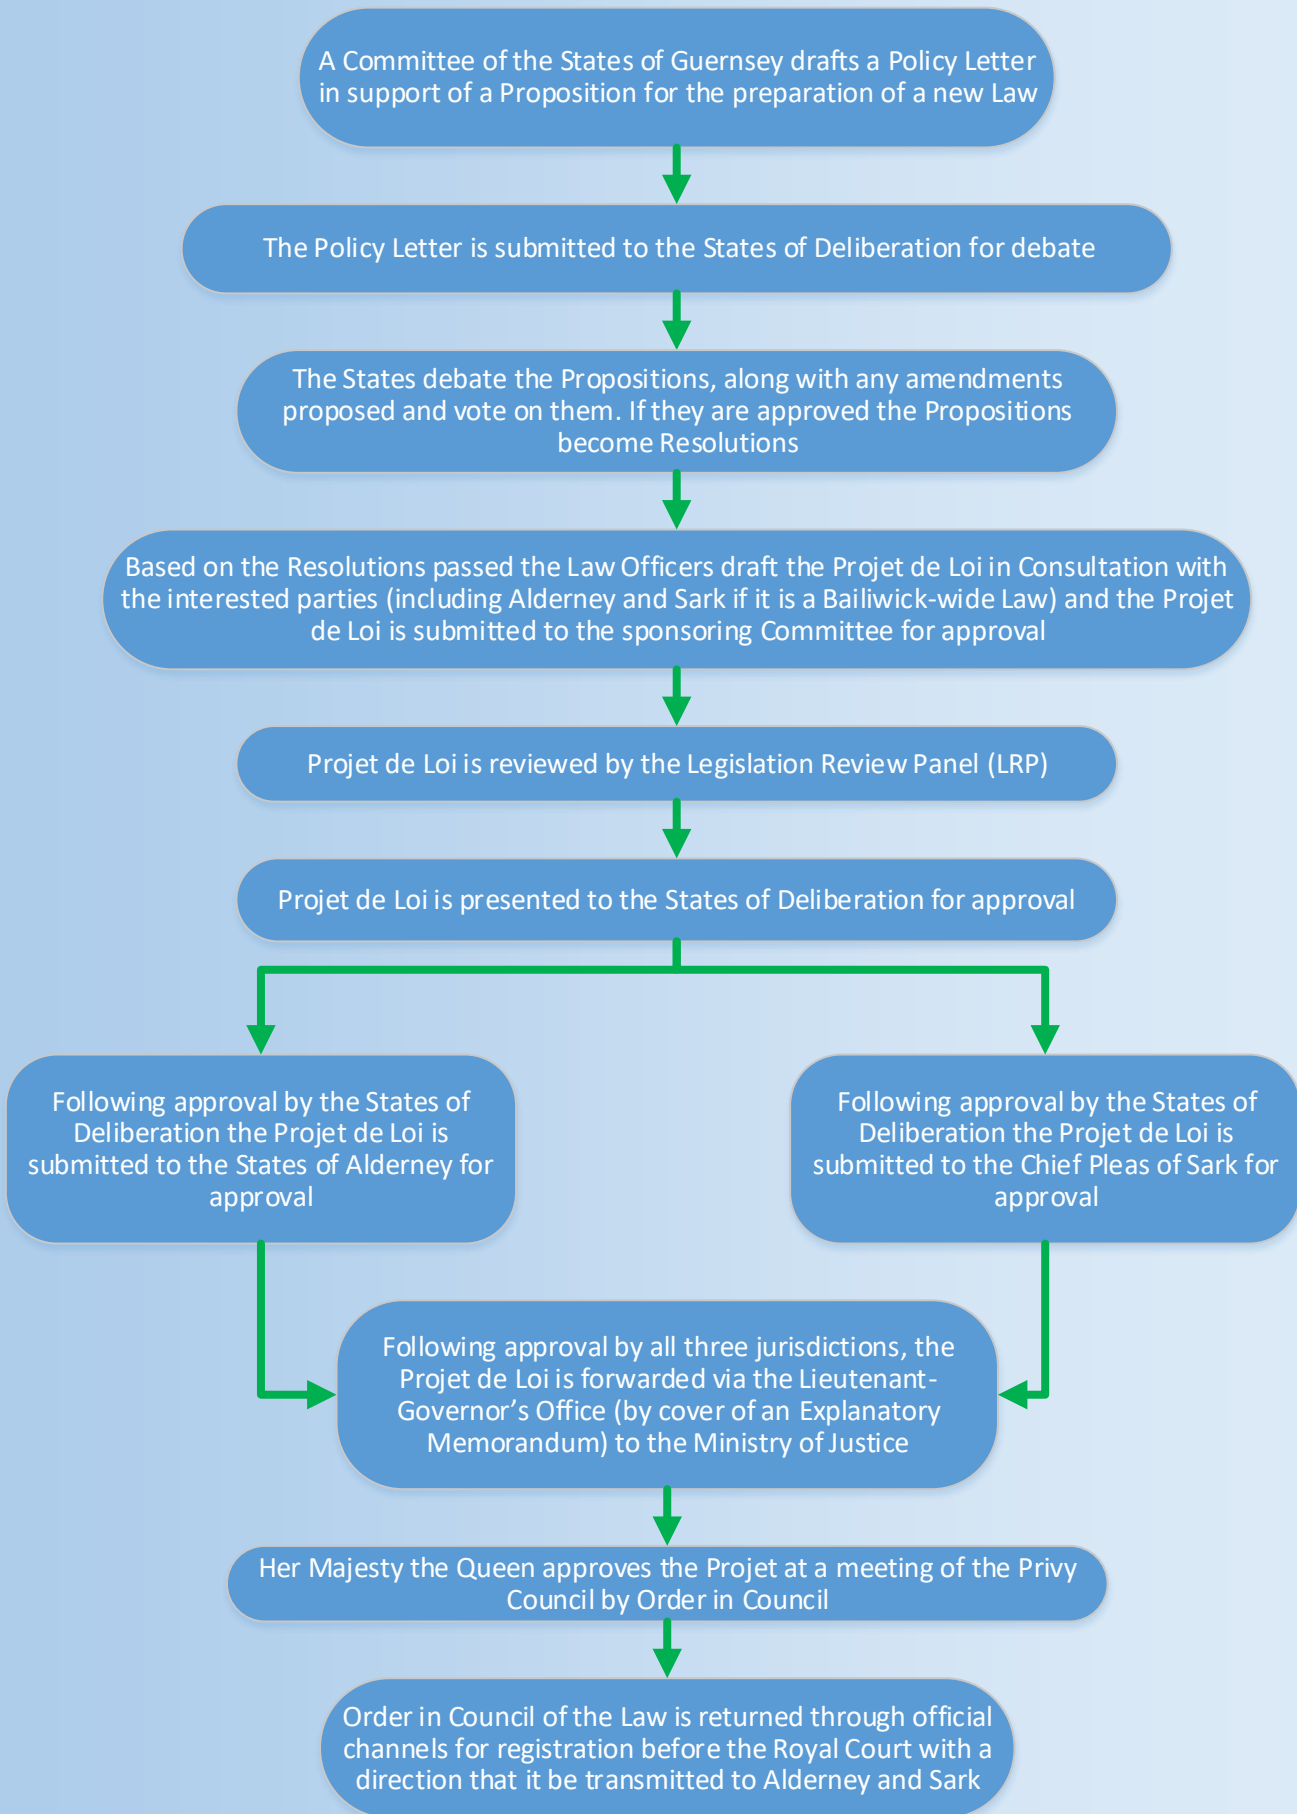 A Committee of the States of Guernsey drafts a Policy Letter
in support of a Proposition for the preparation of a new Law
The Policy Letter is submitted to the States of Deliberation for debate
The States debate the Propositions, along with any amendments
proposed and vote on them. If they are approved the Propositions
become Resolutions
Based on the Resolutions passed the Law Officers draft the Projet de Loi in Consultation with
the interested parties (including Alderney and Sark if it is a Bailiwick-wide Law) and the Projet
de Loi is submitted to the sponsoring Committee for approval
Projet de Loi is reviewed by the Legislation Review Panel (LRP)
Projet de Loi is presented to the States of Deliberation for approval
Following approval by the States of
Deliberation the Projet de Loi is
submitted to the States of Alderney for
approval
Following approval by the States of
Deliberation the Projet de Loi is
submitted to the Chief Pleas of Sark for
approval
Following approval by all three jurisdictions, the
Projet de Loi is forwarded via the Lieutenant-
Governor’s Office (by cover of an Explanatory
Memorandum) to the Ministry of Justice
Her Majesty the Queen approves the Projet at a meeting of the Privy
Council by Order in Council
Order in Council of the Law is returned through official
channels for registration before the Royal Court with a
direction that it be transmitted to Alderney and Sark